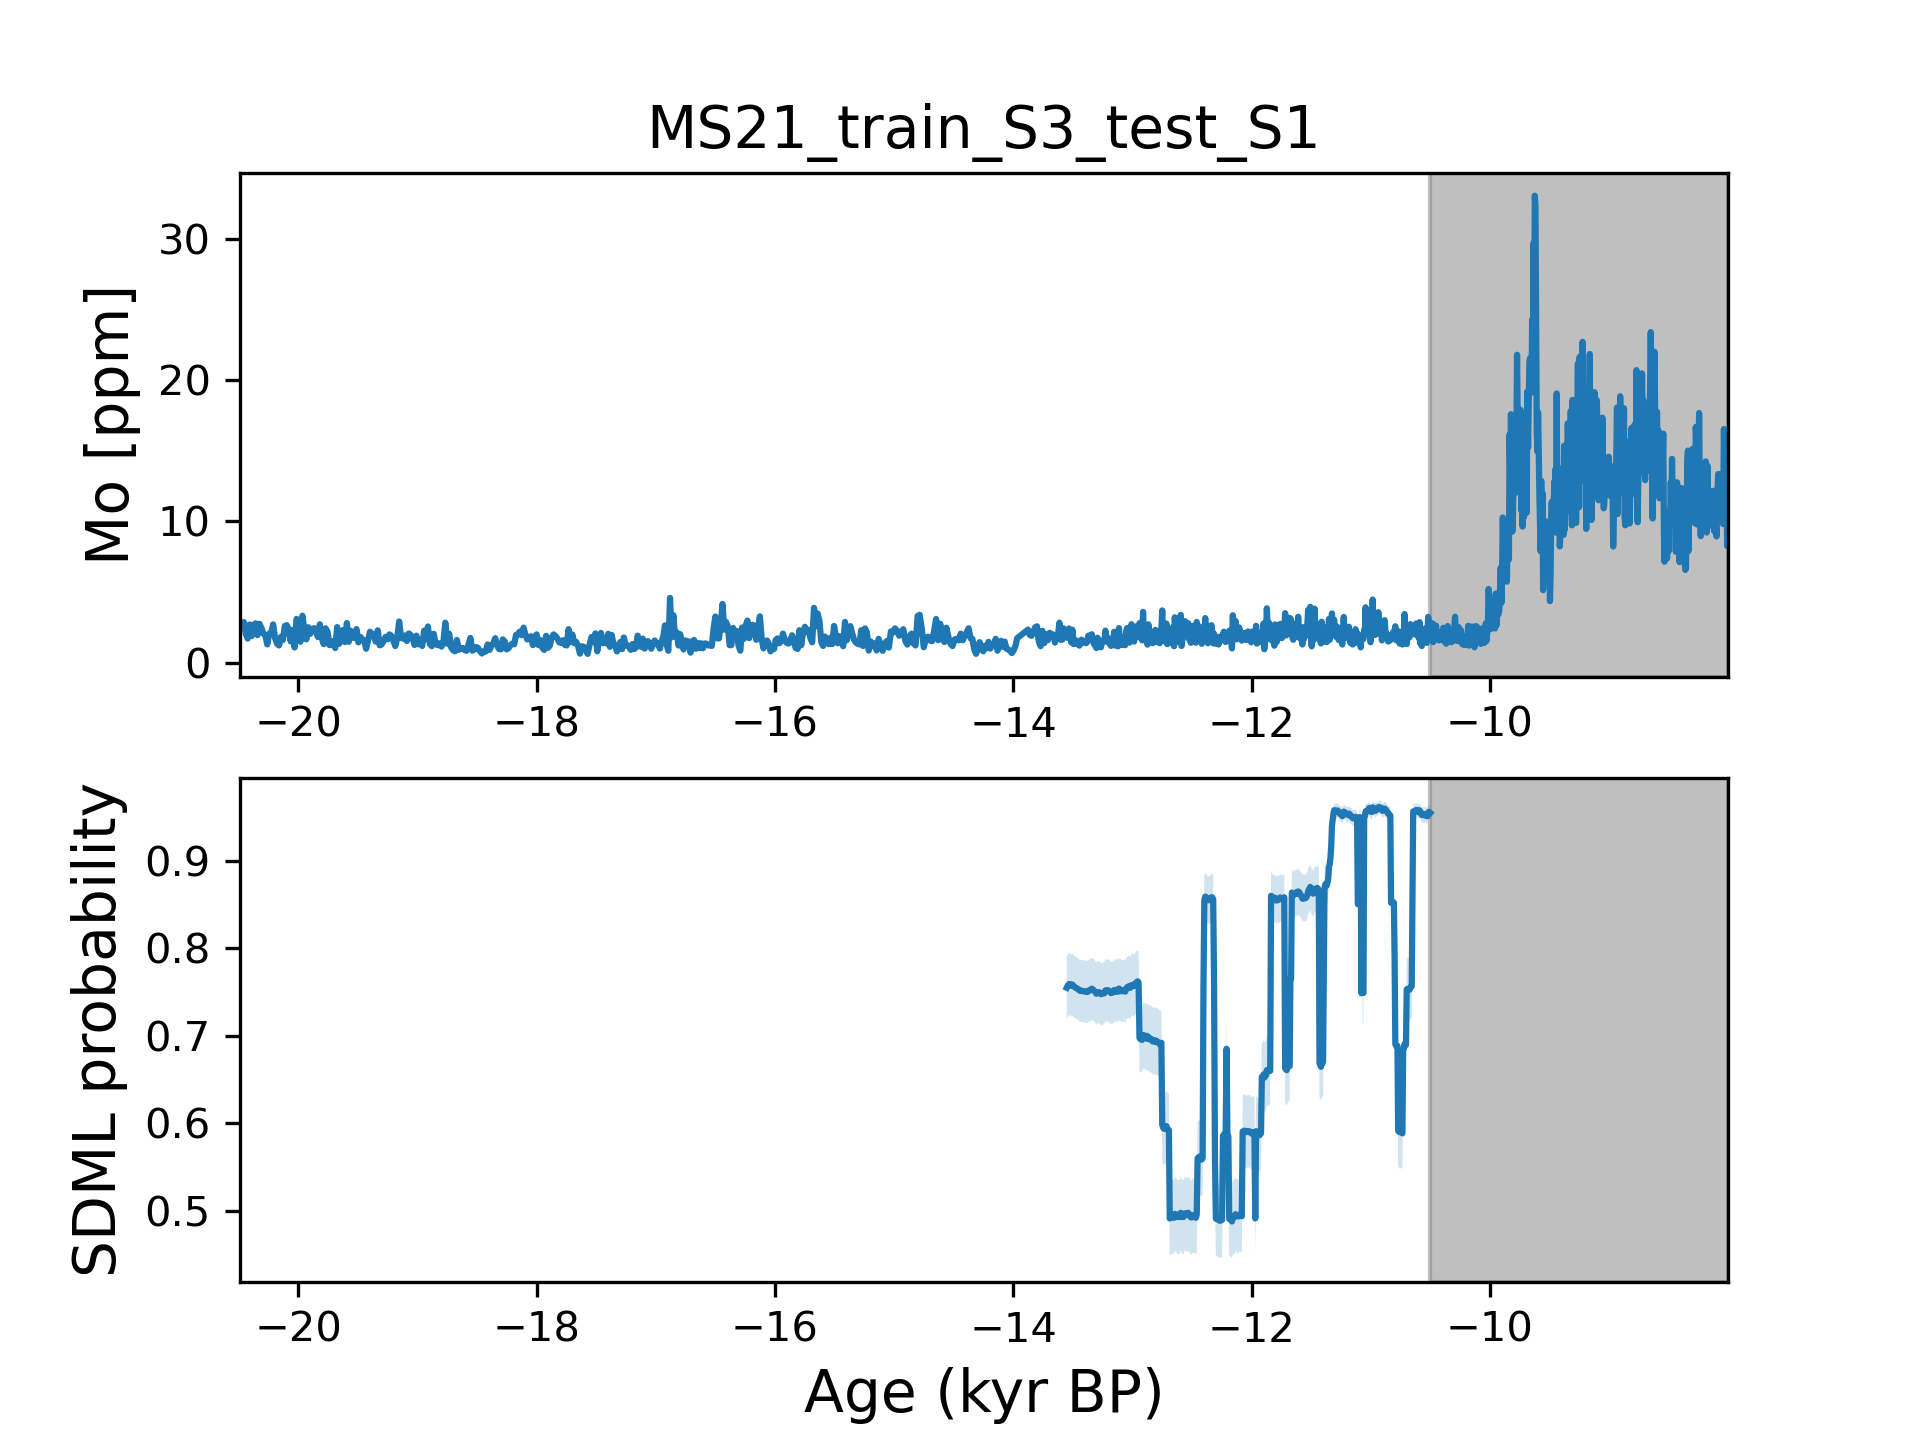 MS21_train_S3_test_S1
Mo [ppm]
30
20
10
0
−20 −18 −16 −14 −12 −10
SDML probability
0.9
0.8
0.7
0.6
0.5
−20 −18 −16 −14 −12 −10
Age (kyr BP)